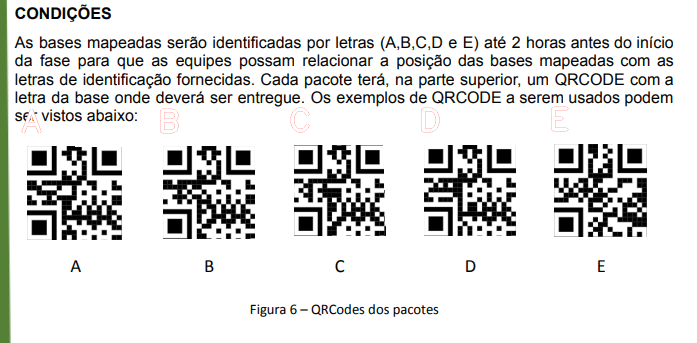 CONDIÇÕES
As bases mapeadas serão identificadas por letras (A,B,C,D e E) até 2 horas antes do início
da fase para que as equipes possam relacionar a posição das bases mapeadas com as
letras de identificação fornecidas. Cada pacote terá, na parte superior, um QRCODE com a
letra da base onde deverá ser entregue. Os exemplos de QRCODE a serem usados podem
ser vistos abaixo:
A B C D E
A B C D E
Figura 6 – QRCodes dos pacotes